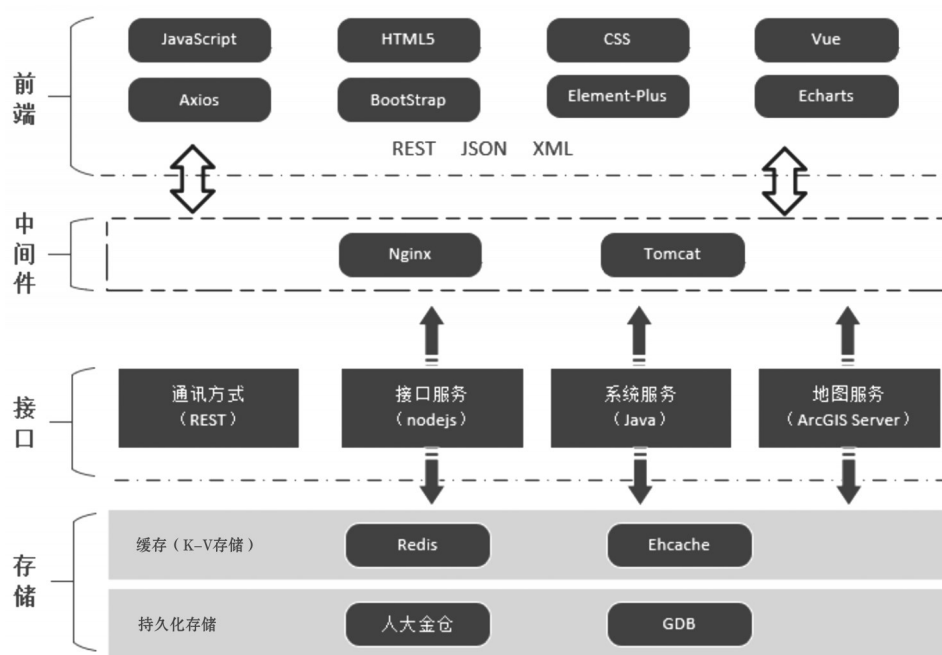 前端
JavaScript
HTML5
CSS
Vue
Axios
BootStrap
Element-Plus
Echarts
REST JSON XML
中间件
Nginx
Tomcat
接口
通讯方式
（REST）
接口服务
（nodejs）
系统服务
（Java）
地图服务
（ArcGIS Server）
存储
缓存（K-V存储）
Redis
Ehcache
持久化存储
人大金仓
GDB